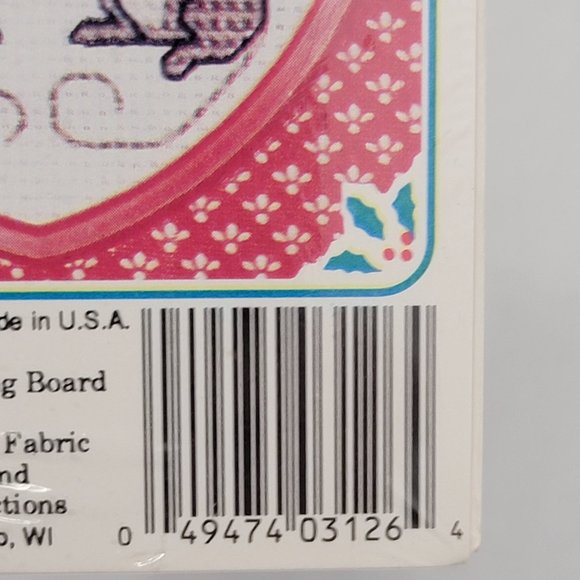 de in U.S.A.
g Board
Fabric
nd
ctions
o, WI
0 49474 03126 4